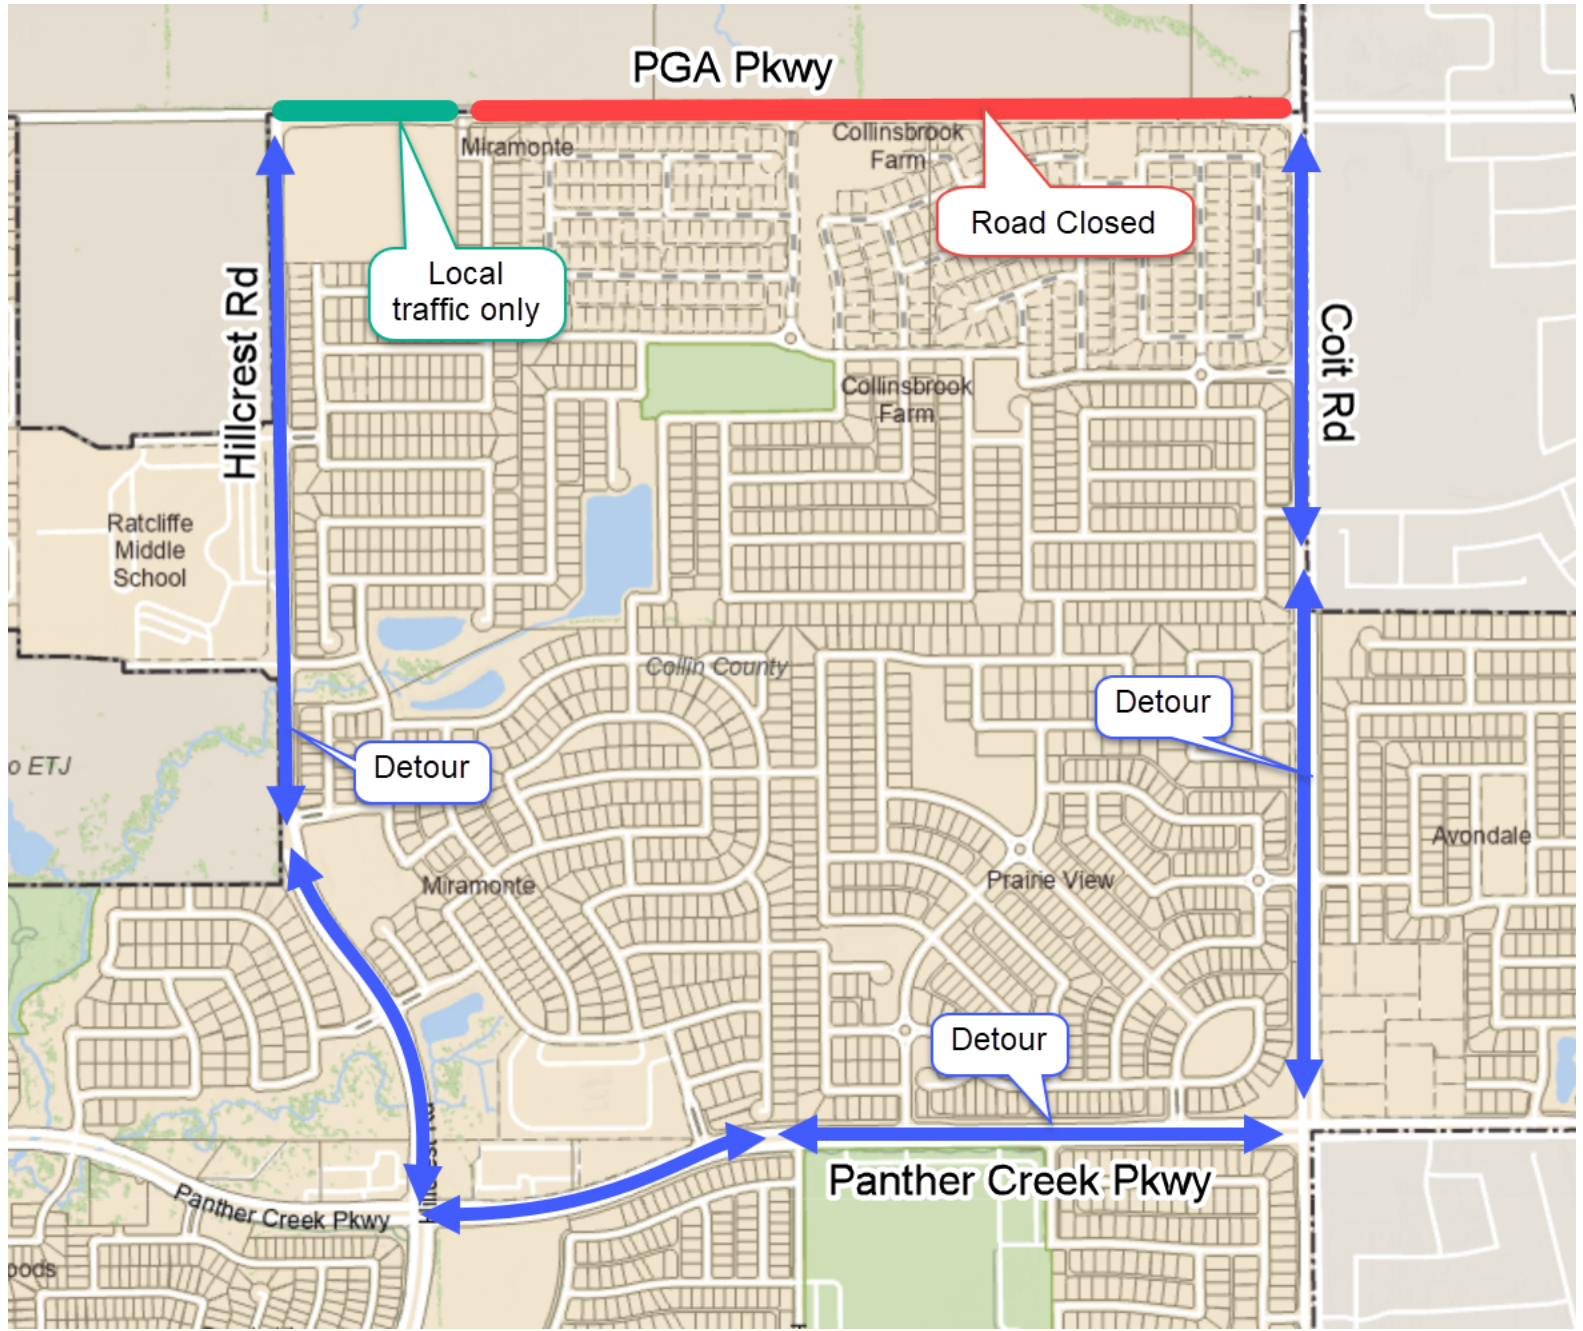 PGA Pkwy
Miramonte
Collinsbrook
Farm
Road Closed
Local
traffic only
Hillcrest Rd
Coit Rd
Collinsbrook
Farm
Ratcliffe
Middle
School
Collin County
Detour
Detour
o ETJ
Avondale
Miramonte
Prairie View
Detour
Panther Creek Pkwy
Panther Creek Pkwy
oods